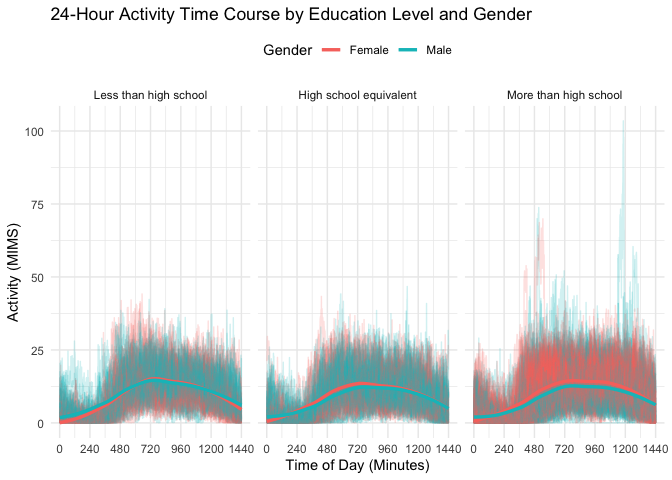 24-Hour Activity Time Course by Education Level and Gender
Gender Female Male
Less than high school High school equivalent More than high school
100
75
50
25
0
0 240 480 720 960 1200 1440 0 240 480 720 960 1200 1440 0 240 480 720 960 1200 1440
Time of Day (Minutes)
Activity (MIMS)